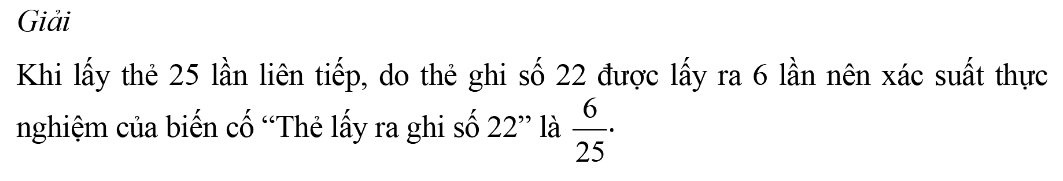 Giải
Khi lấy thẻ 25 lần liên tiếp, do thẻ ghi số 22 được lấy ra 6 lần nên xác suất thực
nghiệm của biến cố “Thẻ lấy ra ghi số 22” là 6/25.